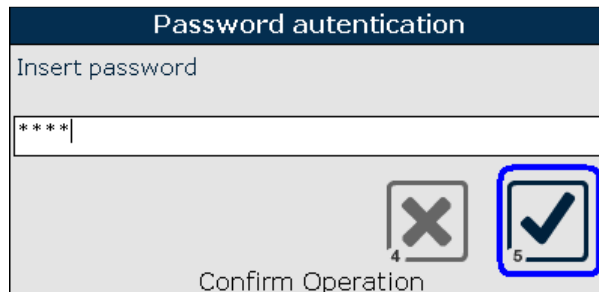 Password autentication
Insert password
****
4
5
Confirm Operation